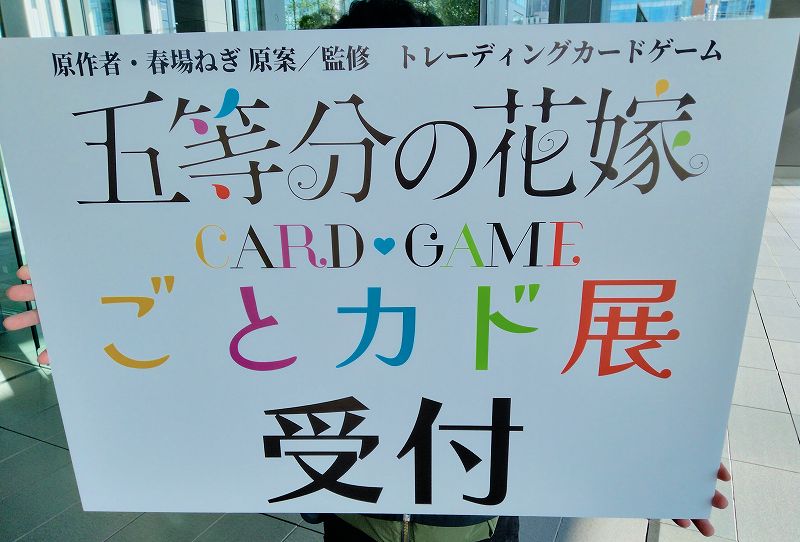 原作者・春場ねぎ 原案／監修　トレーディングカードゲーム
五等分の花嫁
CARD♥GAME
ごとカド展
受付